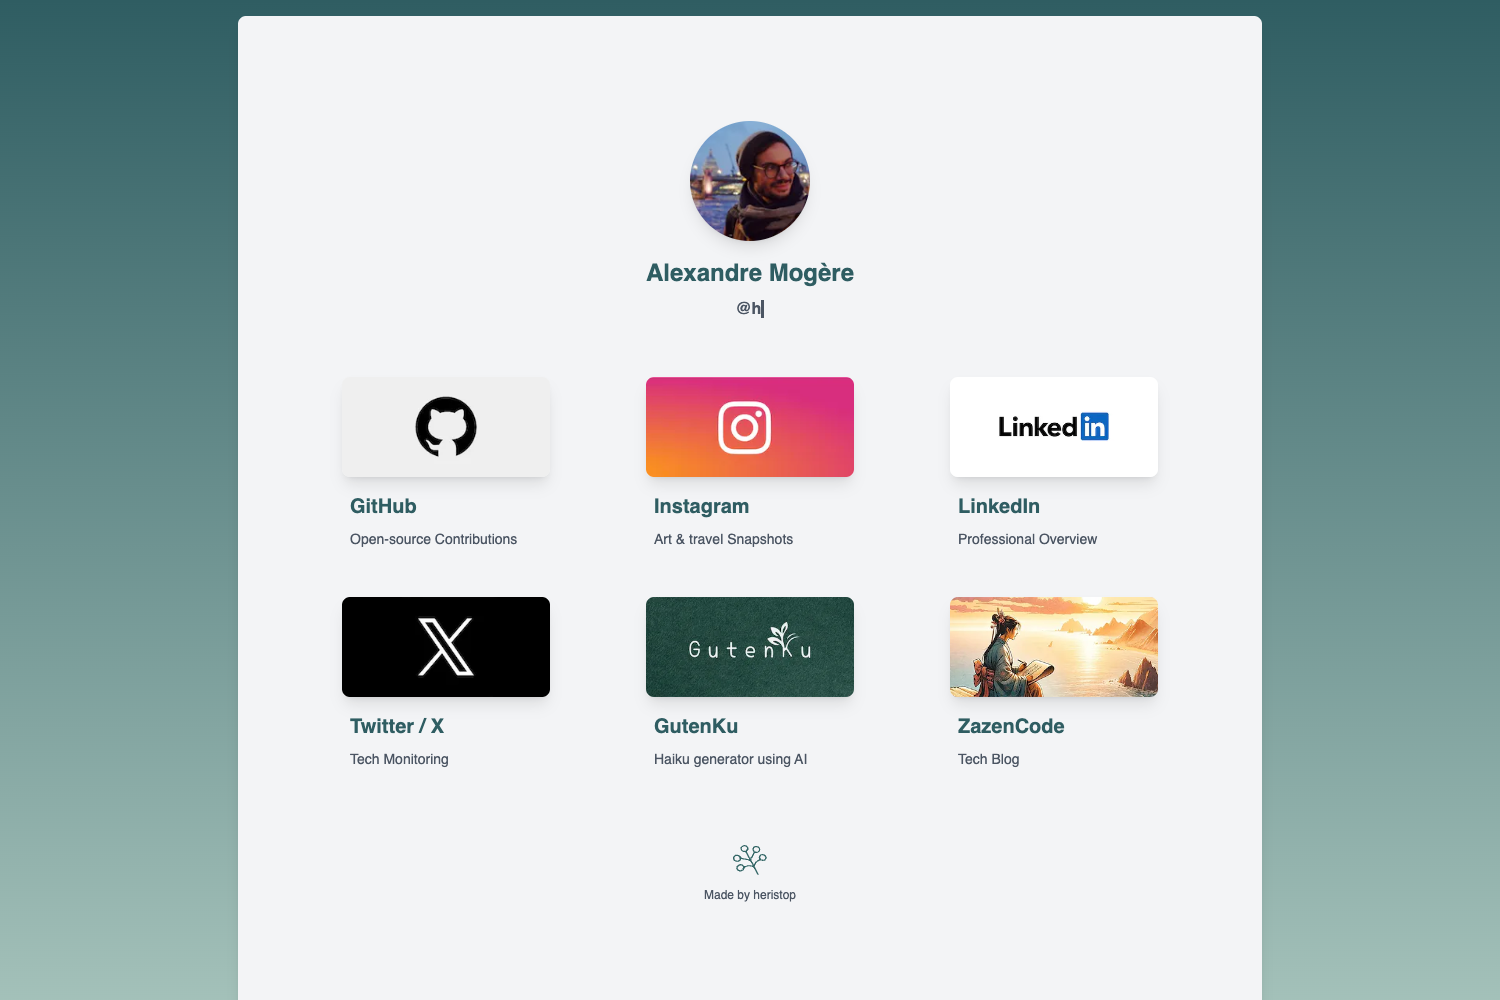 Alexandre Mogère
@h
Linked in
GitHub
Instagram
LinkedIn
Open-source Contributions
Art & travel Snapshots
Professional Overview
X
GutenKu
Twitter / X
GutenKu
ZazenCode
Tech Monitoring
Haiku generator using AI
Tech Blog
Made by heristop